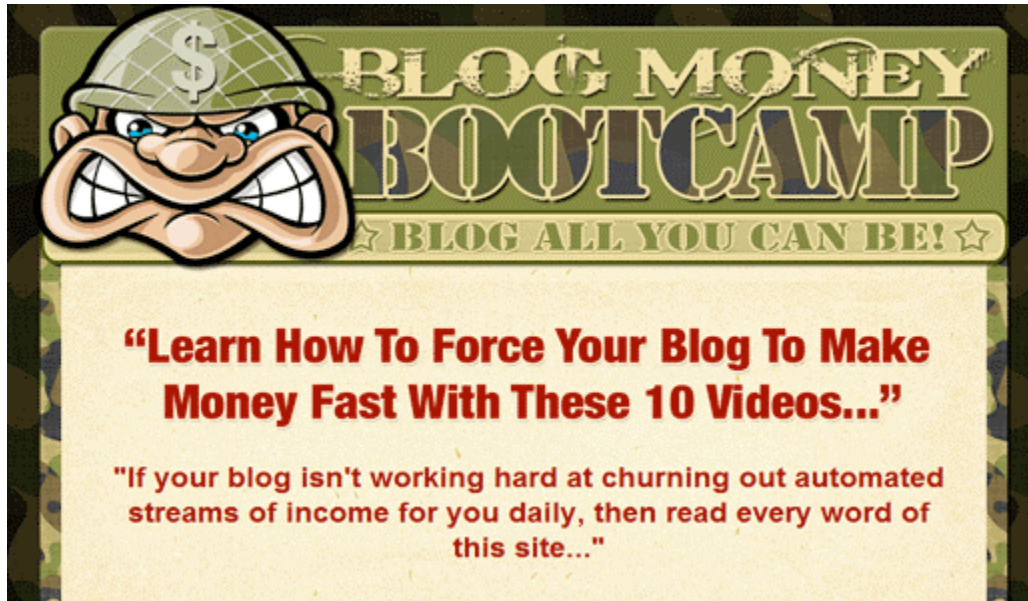 $
BLOG MONEY
BOOTCAMP
☆ BLOG ALL YOU CAN BE! ☆
“Learn How To Force Your Blog To Make
Money Fast With These 10 Videos...”
"If your blog isn't working hard at churning out automated
streams of income for you daily, then read every word of
this site..."